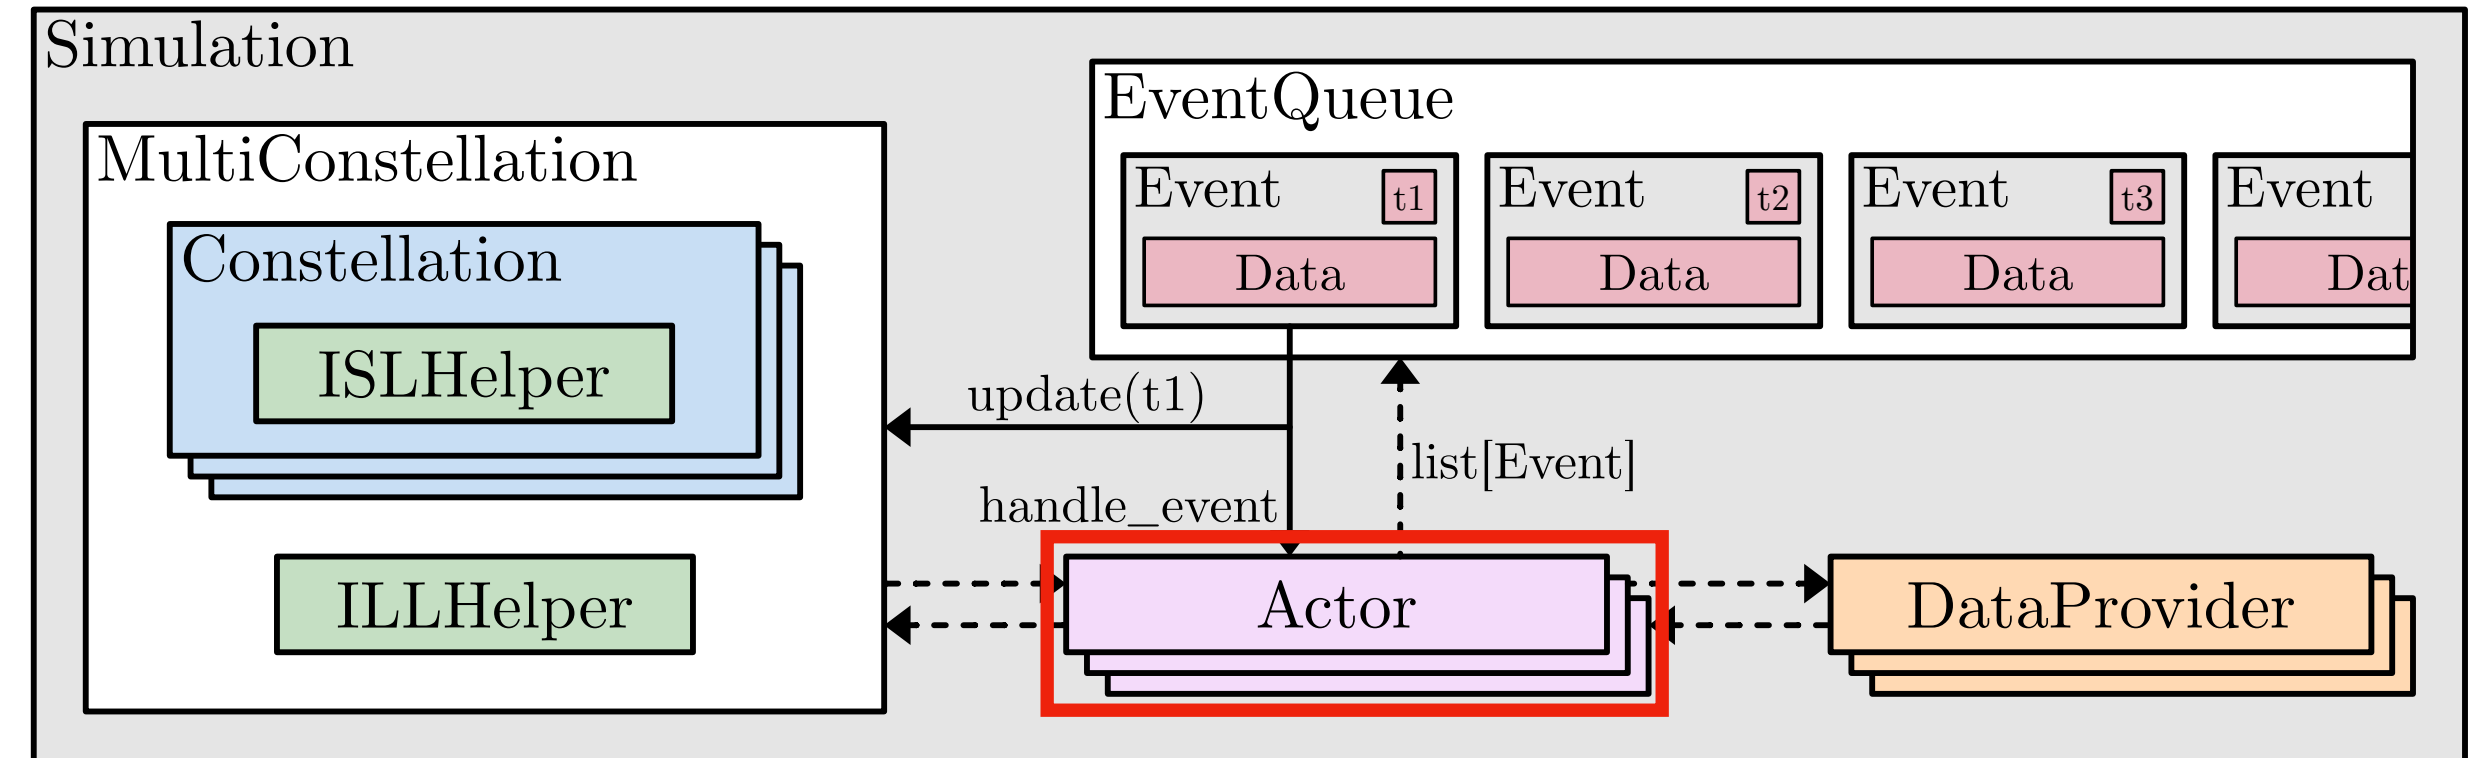 Simulation
MultiConstellation
Constellation
ISLHelper
ILLHelper
EventQueue
Event t1
Data
Event t2
Data
Event t3
Data
Event
Dat
update(t1)
handle_event
list[Event]
Actor
DataProvider